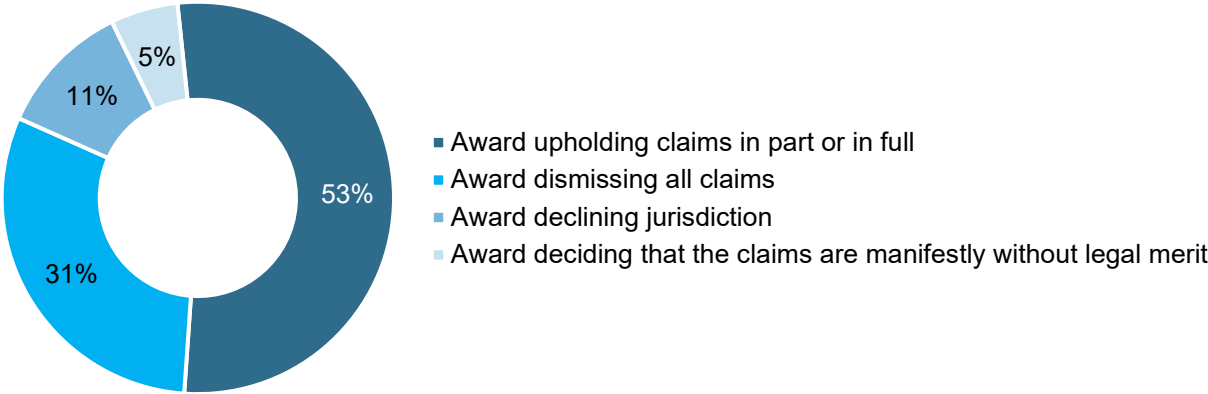 5%
11%
53%
31%
Award upholding claims in part or in full
Award dismissing all claims
Award declining jurisdiction
Award deciding that the claims are manifestly without legal merit